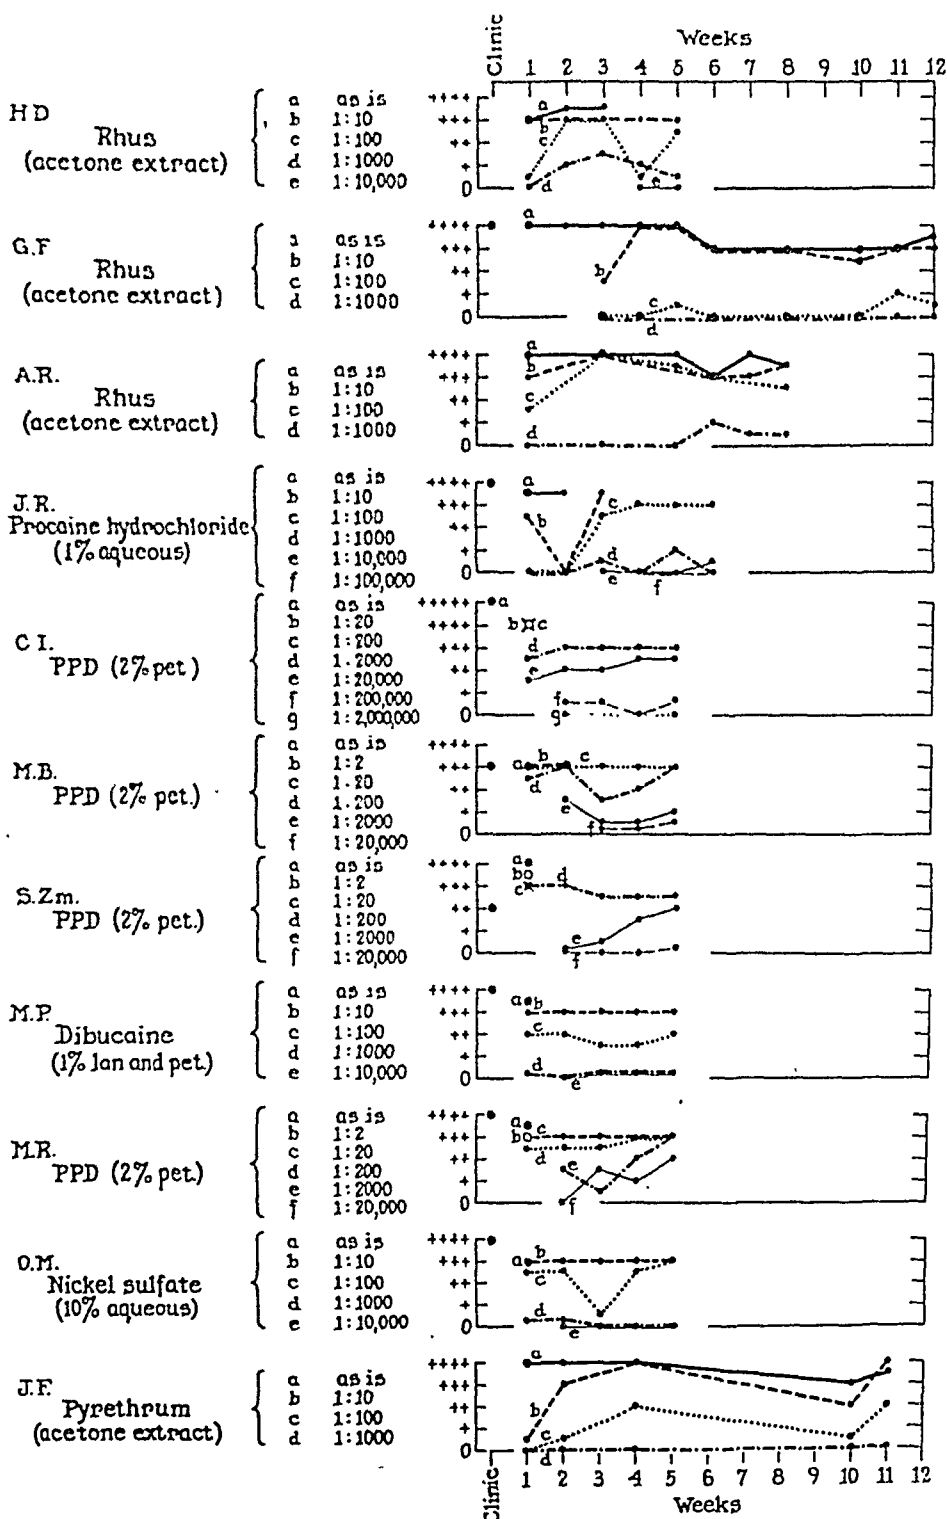 Weeks
Clinic 1 2 3 4 5 6 7 8 9 10 11 12
H D
Rhus
(acetone extract)
a as is
b 1:10
c 1:100
d 1:1000
e 1:10,000
++++
+++
++
+
0
a
b
c
d
e
G.F
Rhus
(acetone extract)
a as is
b 1:10
c 1:100
d 1:1000
++++
+++
++
+
0
a
b
c
d
A.R.
Rhus
(acetone extract)
a as is
b 1:10
c 1:100
d 1:1000
++++
+++
++
+
0
a
b
c
d
J.R.
Procaine hydrochloride
(1% aqueous)
a as is
b 1:10
c 1:100
d 1:1000
e 1:10,000
f 1:100,000
++++
+++
++
+
0
a
b
c
d
e
f
C I.
PPD (2% pet.)
a as is
b 1:20
c 1:200
d 1:2000
e 1:20,000
f 1:200,000
g 1:2,000,000
+++++
++++
+++
++
+
0
a
b c
d
e
f
g
M.B.
PPD (2% pet.)
a as is
b 1:2
c 1:20
d 1:200
e 1:2000
f 1:20,000
++++
+++
++
+
0
a b c
d
e
f
S.Zm.
PPD (2% pet.)
a as is
b 1:2
c 1:20
d 1:200
e 1:2000
f 1:20,000
++++
+++
++
+
0
a
b
c
d
e
f
M.P.
Dibucaine
(1% lan and pet.)
a as is
b 1:10
c 1:100
d 1:1000
e 1:10,000
++++
+++
++
+
0
a b
c
d
e
M.R.
PPD (2% pet.)
a as is
b 1:2
c 1:20
d 1:200
e 1:2000
f 1:20,000
++++
+++
++
+
0
a
b c
d
e
f
O.M.
Nickel sulfate
(10% aqueous)
a as is
b 1:10
c 1:100
d 1:1000
e 1:10,000
++++
+++
++
+
0
a b
c
d
e
J.F.
Pyrethrum
(acetone extract)
a as is
b 1:10
c 1:100
d 1:1000
++++
+++
++
+
0
a
b
c
d
Clinic 1 2 3 4 5 6 7 8 9 10 11 12
Weeks